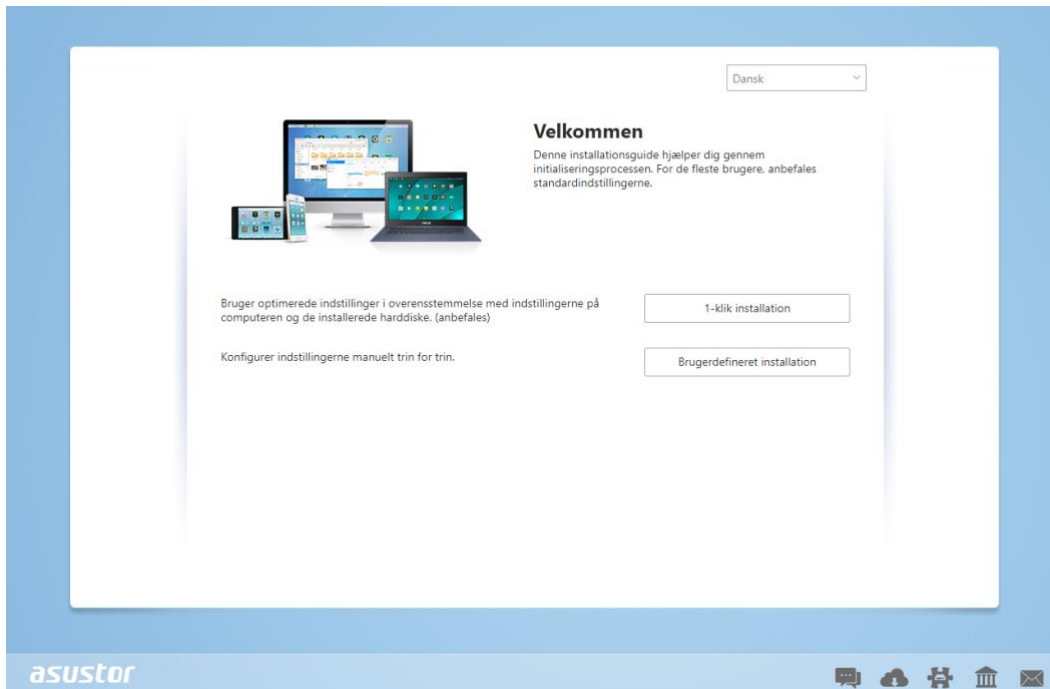 Dansk
Velkommen
Denne installationsguide hjælper dig gennem
initialiseringsprocessen. For de fleste brugere, anbefales
standardindstillingerne.
Bruger optimerede indstillinger i overensstemmelse med indstillingerne på
computeren og de installerede harddiske. (anbefales)
1-klik installation
Konfigurer indstillingerne manuelt trin for trin.
Brugerdefineret installation
asustor